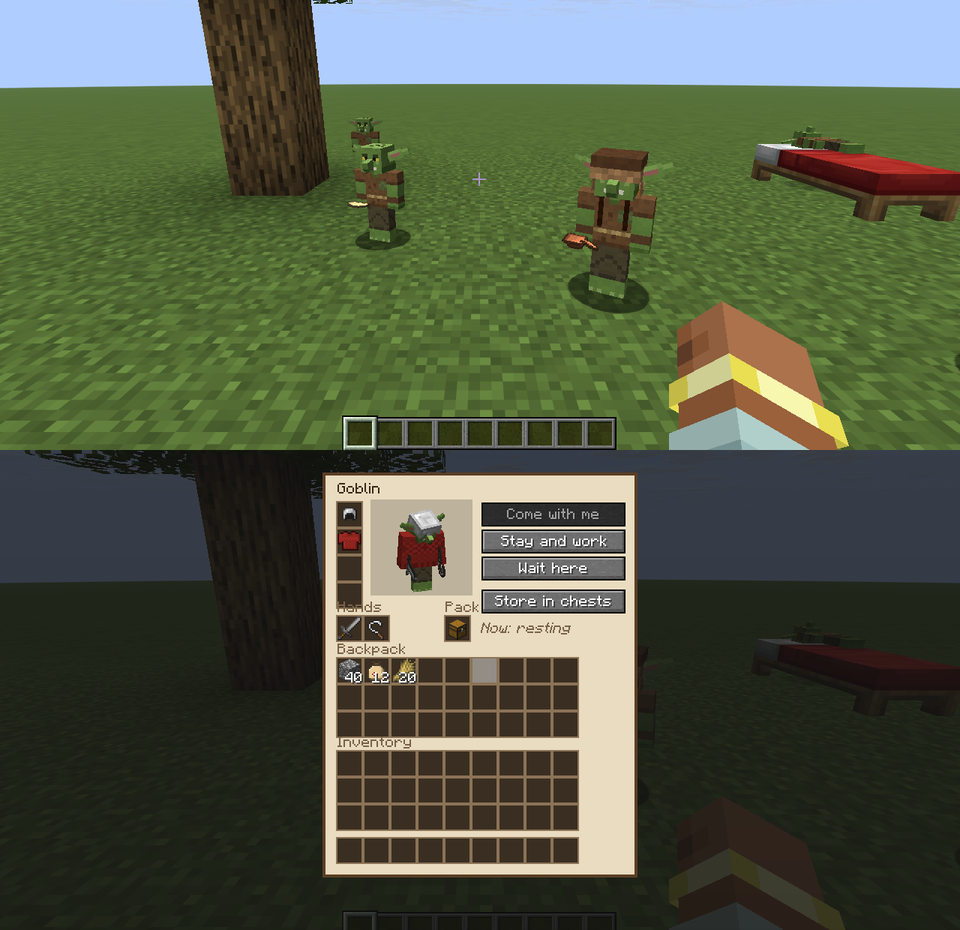 Goblin
Come with me
Stay and work
Wait here
Hands
Pack
Store in chests
Now: resting
Backpack
40
12
20
Inventory